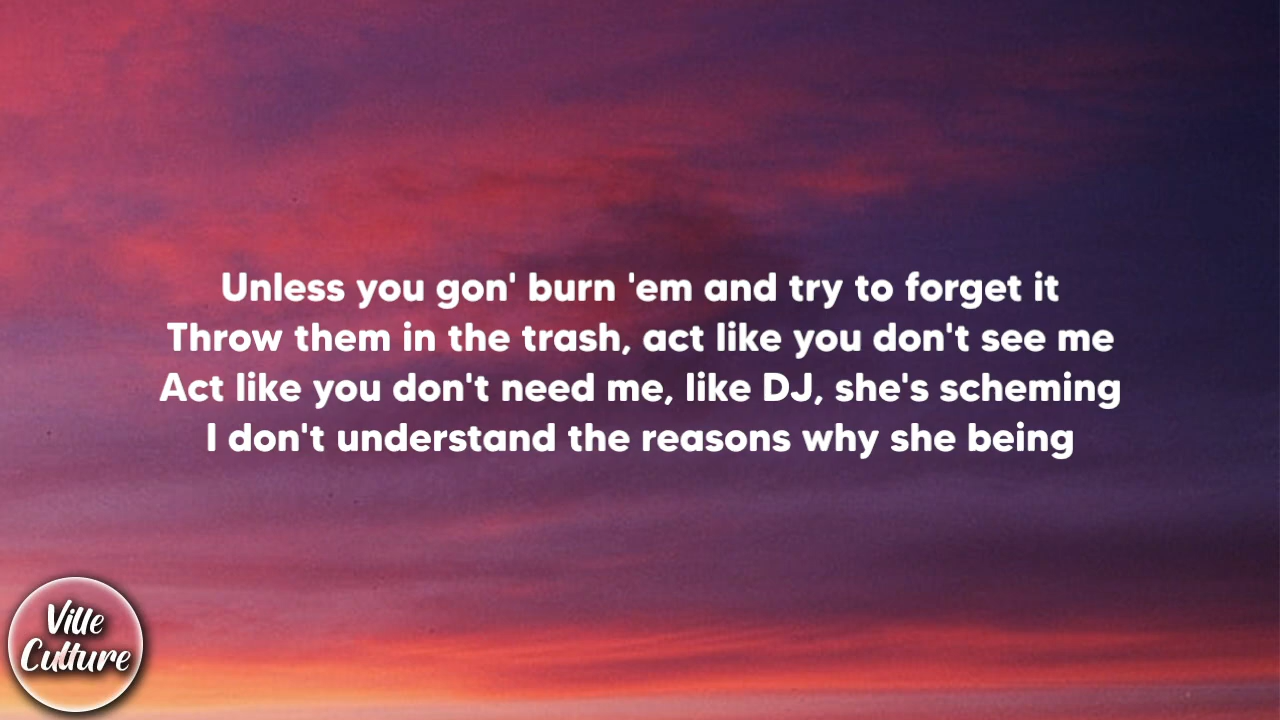 Unless you gon' burn 'em and try to forget it
Throw them in the trash, act like you don't see me
Act like you don't need me, like DJ, she's scheming
I don't understand the reasons why she being
Ville
Culture